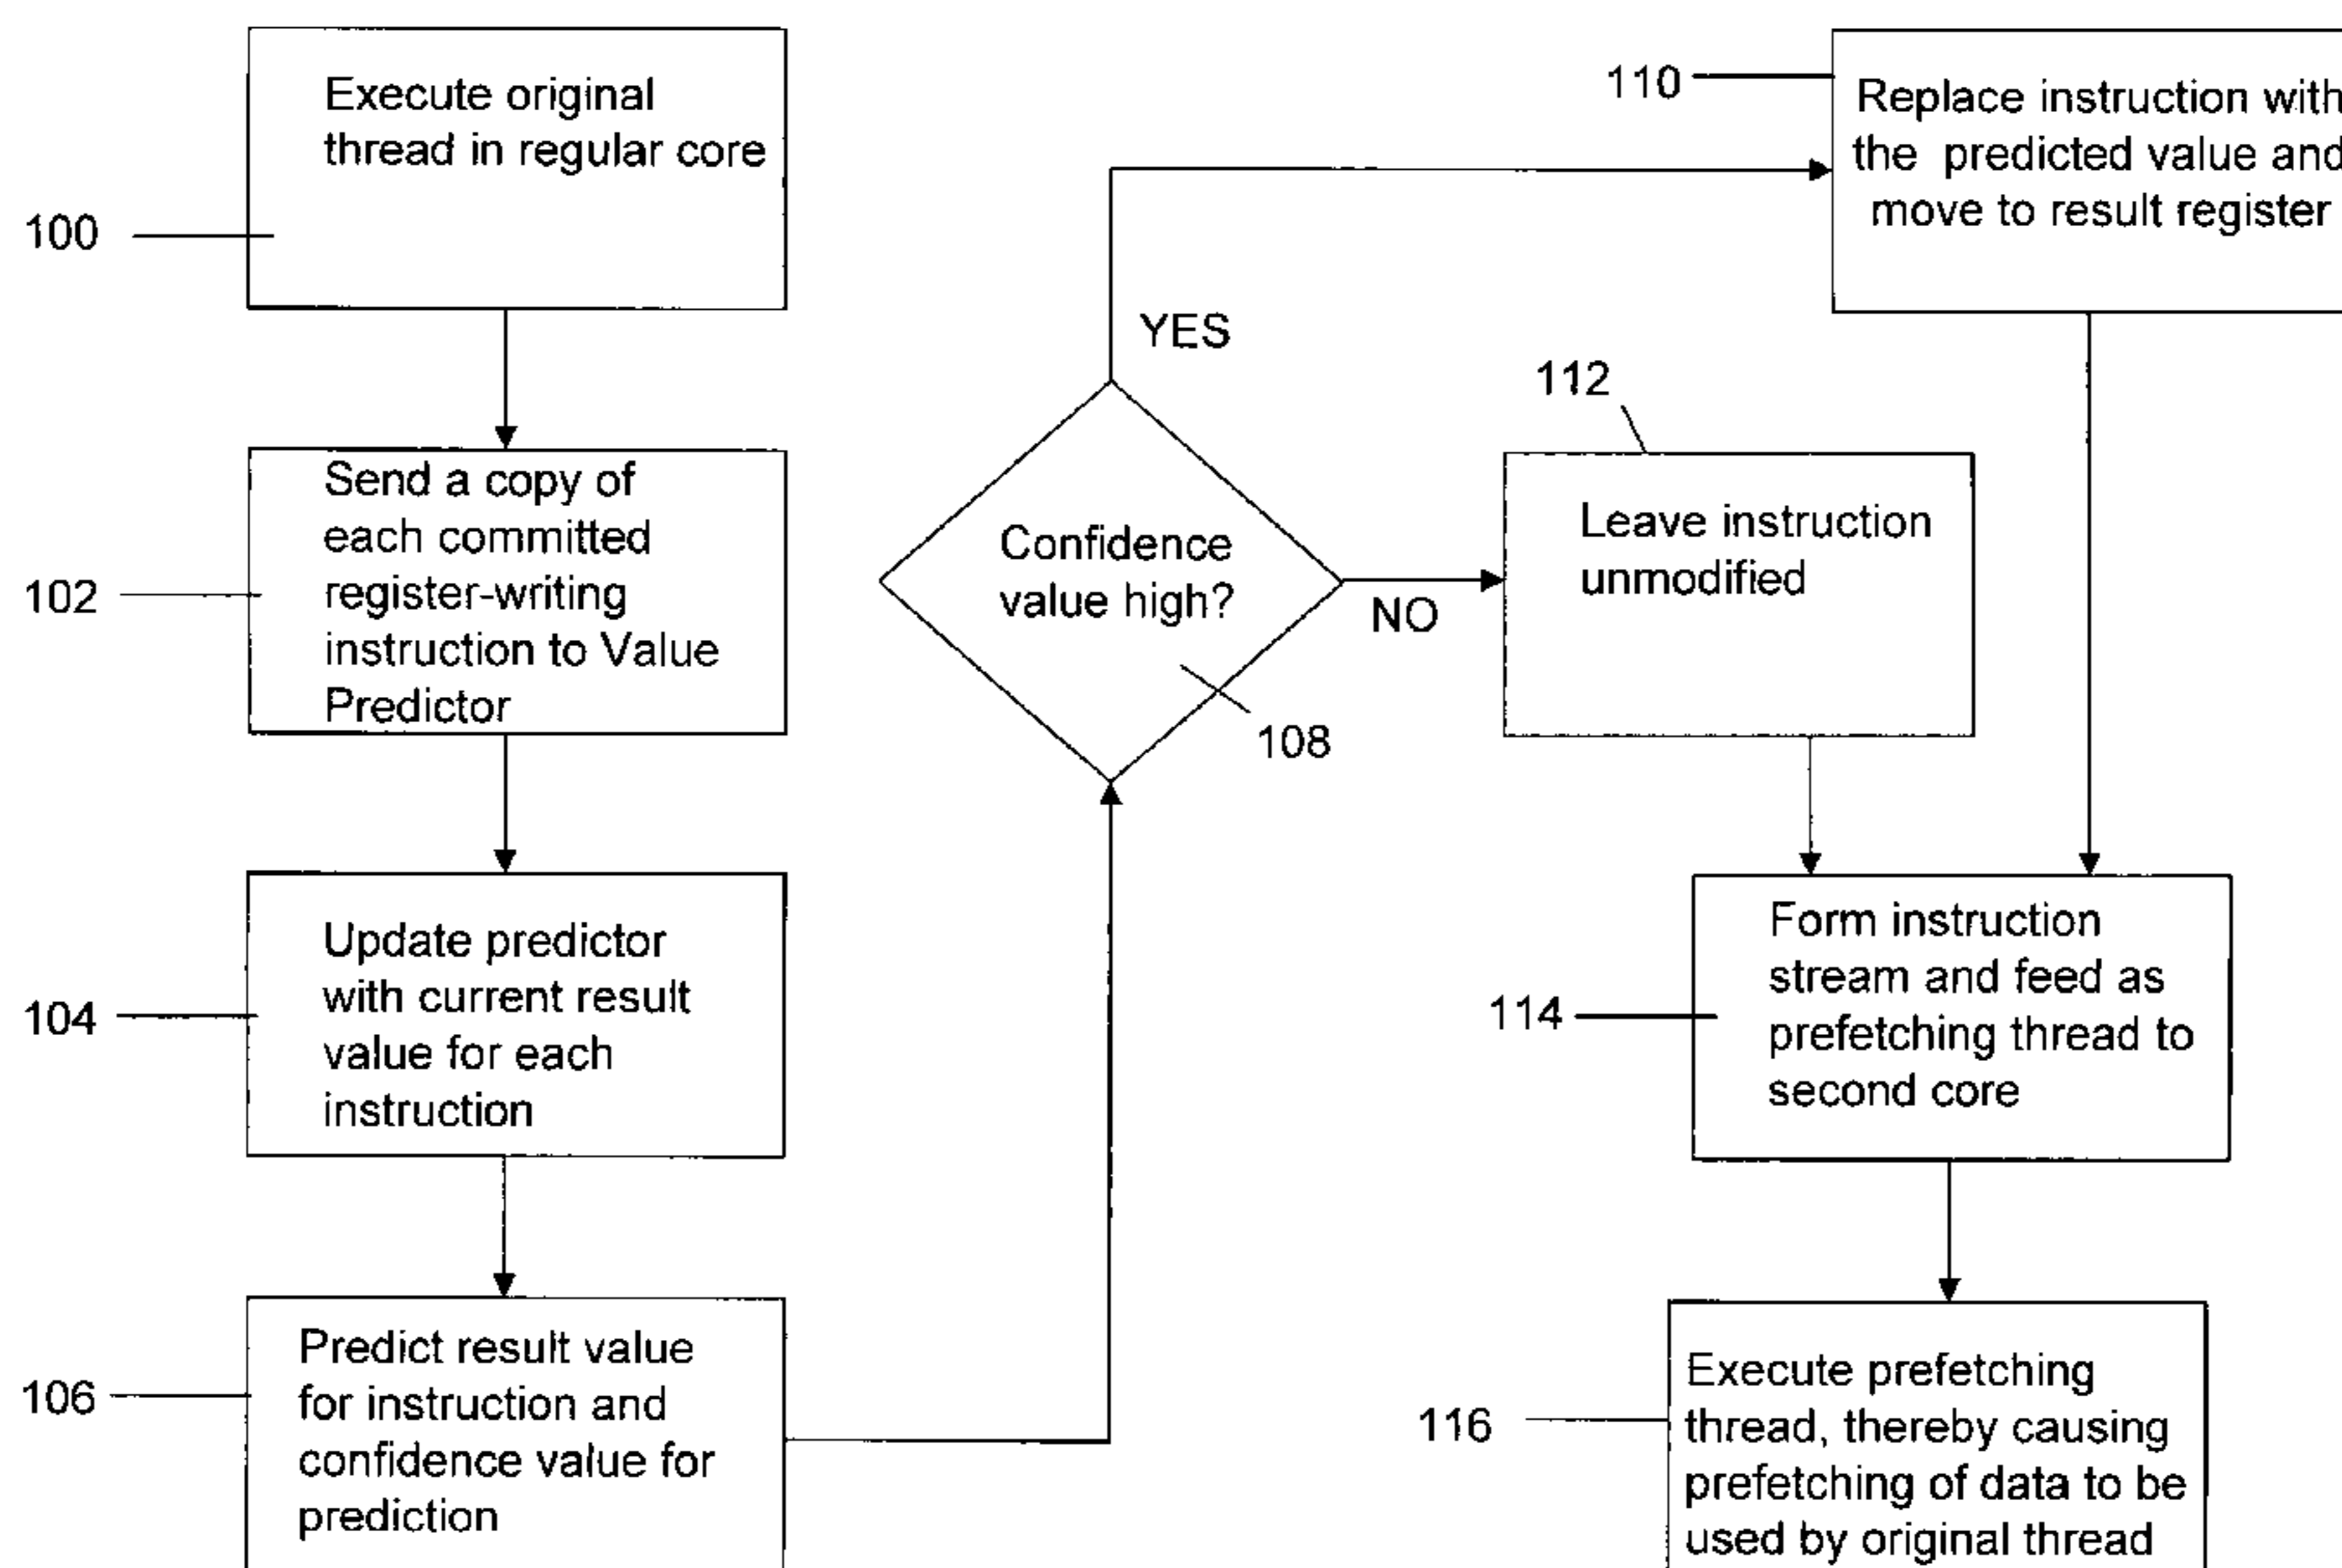 Execute original
thread in regular core
100
Send a copy of
each committed
register-writing
instruction to Value
Predictor
102
Update predictor
with current result
value for each
instruction
104
Predict result value
for instruction and
confidence value for
prediction
106
Confidence
value high?
108
YES
NO
110
Replace instruction with
the predicted value and
move to result register
112
Leave instruction
unmodified
Form instruction
stream and feed as
prefetching thread to
second core
114
Execute prefetching
thread, thereby causing
prefetching of data to be
used by original thread
116